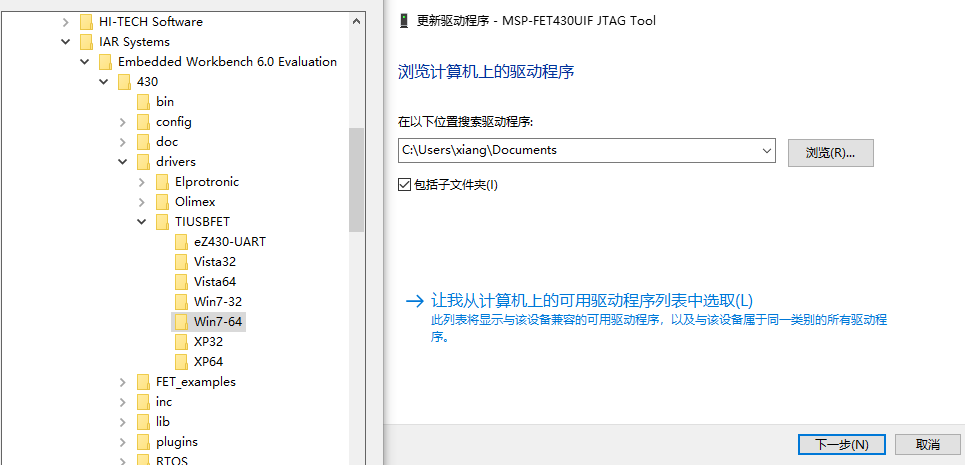 HI-TECH Software
IAR Systems
Embedded Workbench 6.0 Evaluation
430
bin
config
doc
drivers
Elprotronic
Olimex
TIUSBFET
eZ430-UART
Vista32
Vista64
Win7-32
Win7-64
XP32
XP64
FET_examples
inc
lib
plugins
RTOS
更新驱动程序 - MSP-FET430UIF JTAG Tool
浏览计算机上的驱动程序
在以下位置搜索驱动程序:
C:\Users\xiang\Documents
浏览(R)...
包括子文件夹(I)
让我从计算机上的可用驱动程序列表中选取(L)
此列表将显示与该设备兼容的可用驱动程序，以及与该设备属于同一类别的所有驱动程
序。
下一步(N)
取消